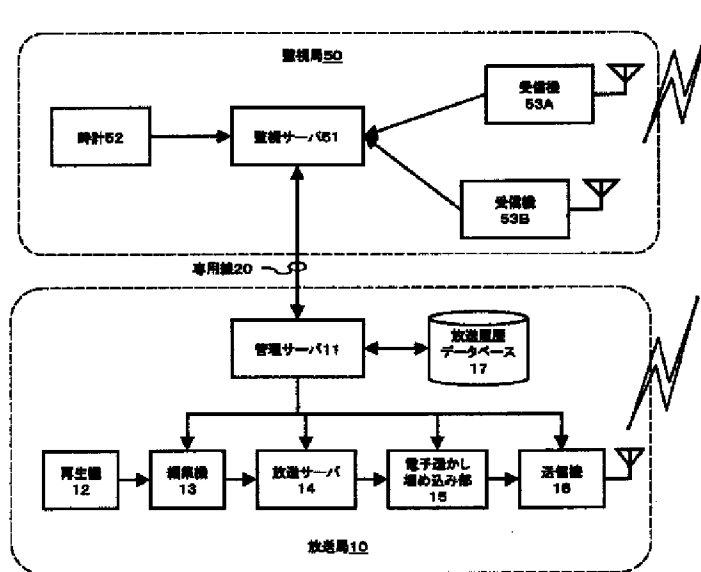 監視局50
受信機
53A
時計52
監視サーバ51
受信機
53B
専用線20
管理サーバ11
放送履歴
データベース
17
再生機
12
編集機
13
放送サーバ
14
電子透かし
埋め込み部
15
送信機
16
放送局10